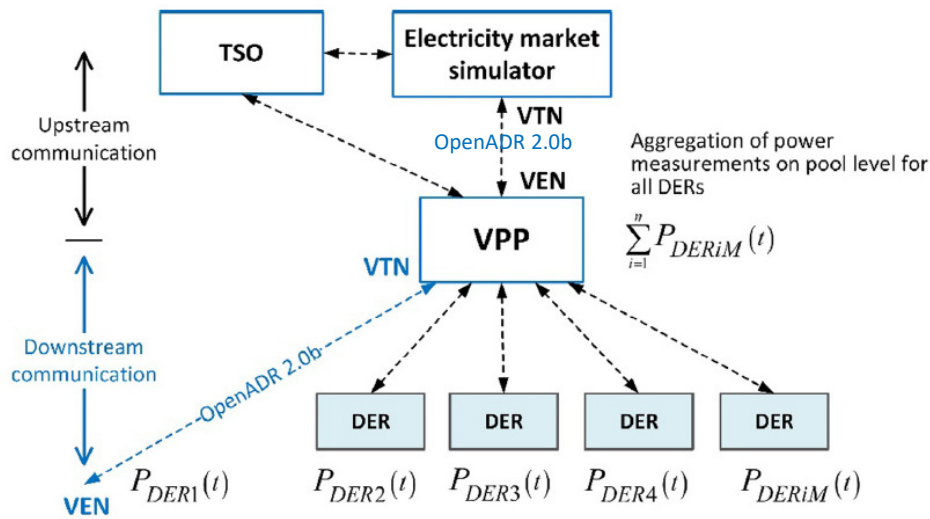 TSO
Electricity market
simulator
Upstream
communication
VTN
OpenADR 2.0b
VEN
Aggregation of power
measurements on pool level for
all DERs
VPP
n
∑ P_DERiM (t)
i=1
VTN
Downstream
communication
OpenADR 2.0b
DER
DER
DER
DER
VEN
P_DER1(t)
P_DER2(t)
P_DER3(t)
P_DER4(t)
P_DERiM(t)